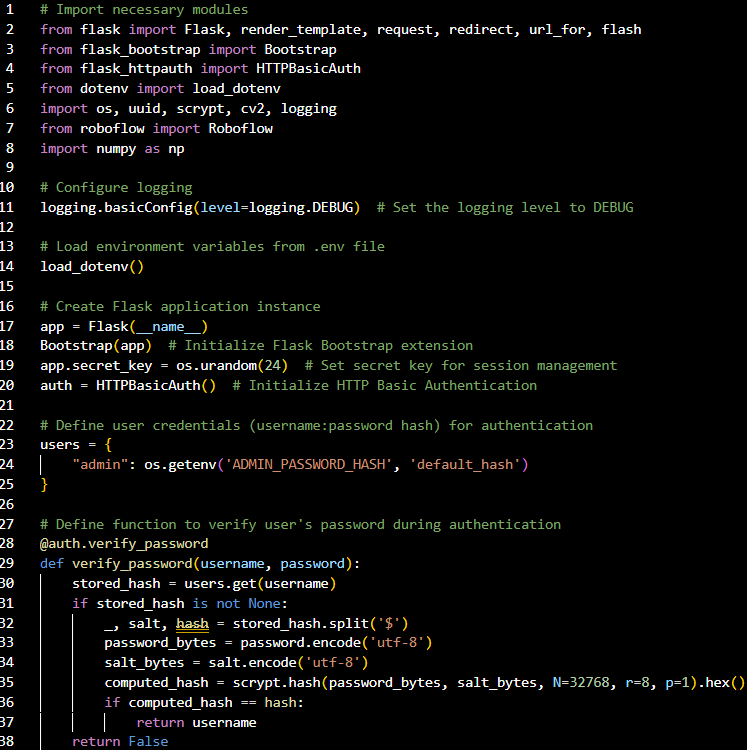 1 # Import necessary modules
2 from flask import Flask, render_template, request, redirect, url_for, flash
3 from flask_bootstrap import Bootstrap
4 from flask_httpauth import HTTPBasicAuth
5 from dotenv import load_dotenv
6 import os, uuid, scrypt, cv2, logging
7 from roboflow import Roboflow
8 import numpy as np
9
10 # Configure logging
11 logging.basicConfig(level=logging.DEBUG)  # Set the logging level to DEBUG
12
13 # Load environment variables from .env file
14 load_dotenv()
15
16 # Create Flask application instance
17 app = Flask(__name__)
18 Bootstrap(app)  # Initialize Flask Bootstrap extension
19 app.secret_key = os.urandom(24)  # Set secret key for session management
20 auth = HTTPBasicAuth()  # Initialize HTTP Basic Authentication
21
22 # Define user credentials (username:password hash) for authentication
23 users = {
24     "admin": os.getenv('ADMIN_PASSWORD_HASH', 'default_hash')
25 }
26
27 # Define function to verify user's password during authentication
28 @auth.verify_password
29 def verify_password(username, password):
30     stored_hash = users.get(username)
31     if stored_hash is not None:
32         _, salt, hash = stored_hash.split('$')
33         password_bytes = password.encode('utf-8')
34         salt_bytes = salt.encode('utf-8')
35         computed_hash = scrypt.hash(password_bytes, salt_bytes, N=32768, r=8, p=1).hex()
36         if computed_hash == hash:
37             return username
38     return False